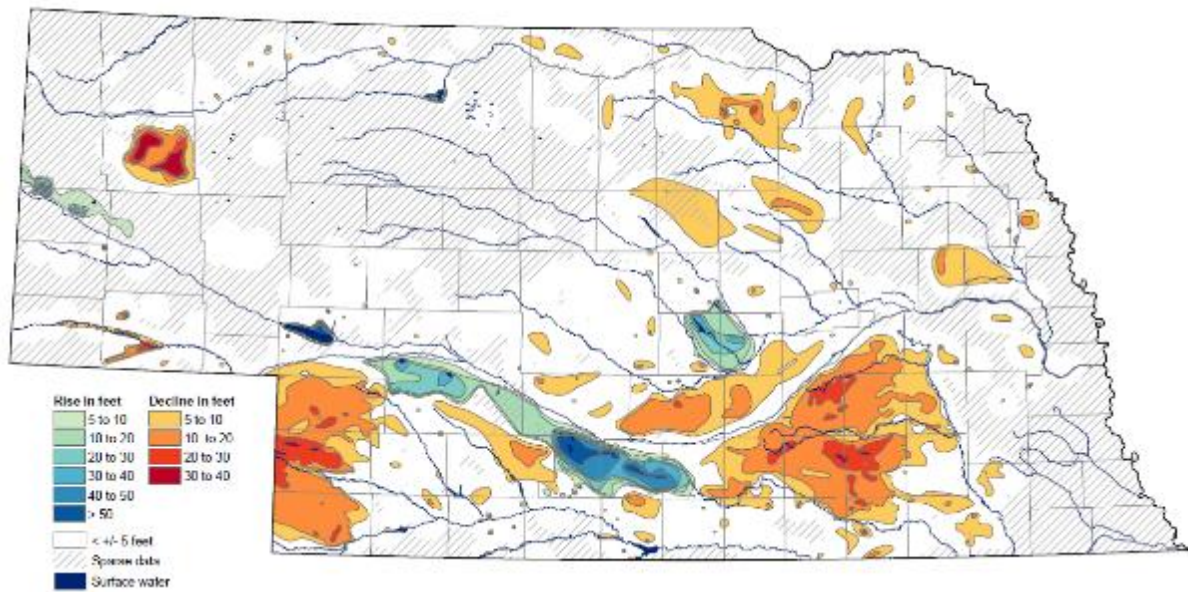 Rise in feet
5 to 10
10 to 20
20 to 30
30 to 40
40 to 50
> 50
Decline in feet
5 to 10
10 to 20
20 to 30
30 to 40
< +/- 5 feet
Sparse data
Surface water